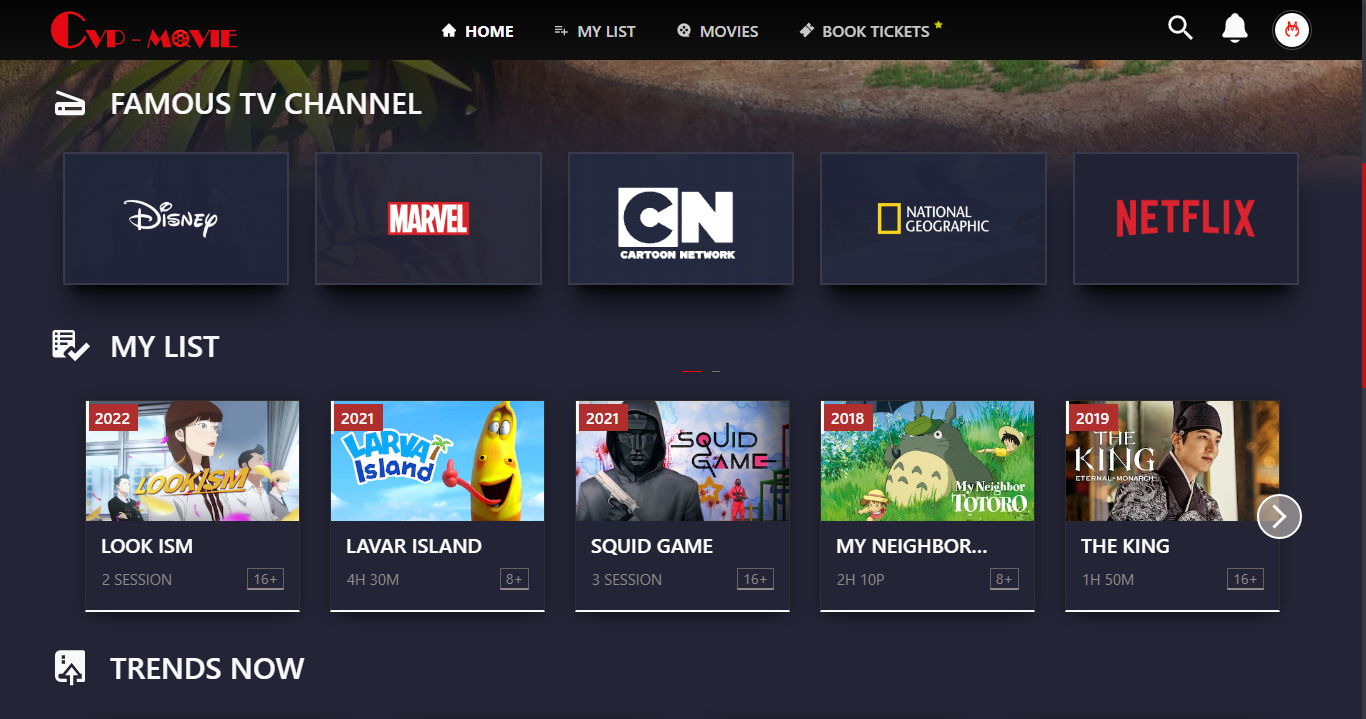 CVP - MOVIE
HOME
MY LIST
MOVIES
BOOK TICKETS
FAMOUS TV CHANNEL
Disney
MARVEL
CN
CARTOON NETWORK
NATIONAL
GEOGRAPHIC
NETFLIX
MY LIST
2022
LOOKISM
LOOK ISM
2 SESSION
16+
2021
LARVA
Island
LAVAR ISLAND
4H 30M
8+
2021
SQUID
GAME
SQUID GAME
3 SESSION
16+
2018
My Neighbor
TOTORO
MY NEIGHBOR...
2H 10P
8+
2019
THE
KING
ETERNAL · MONARCH
THE KING
1H 50M
16+
TRENDS NOW